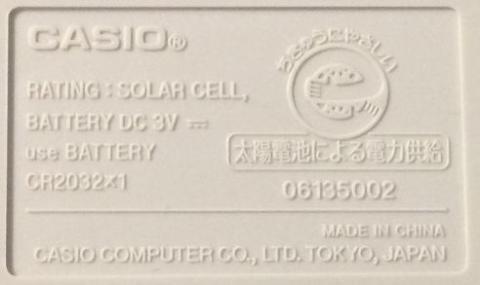 CASIO®
RATING : SOLAR CELL,
BATTERY DC 3V ⎓
use BATTERY
CR2032×1
ちきゅうにやさしい
太陽電池による電力供給
06135002
MADE IN CHINA
CASIO COMPUTER CO., LTD. TOKYO, JAPAN